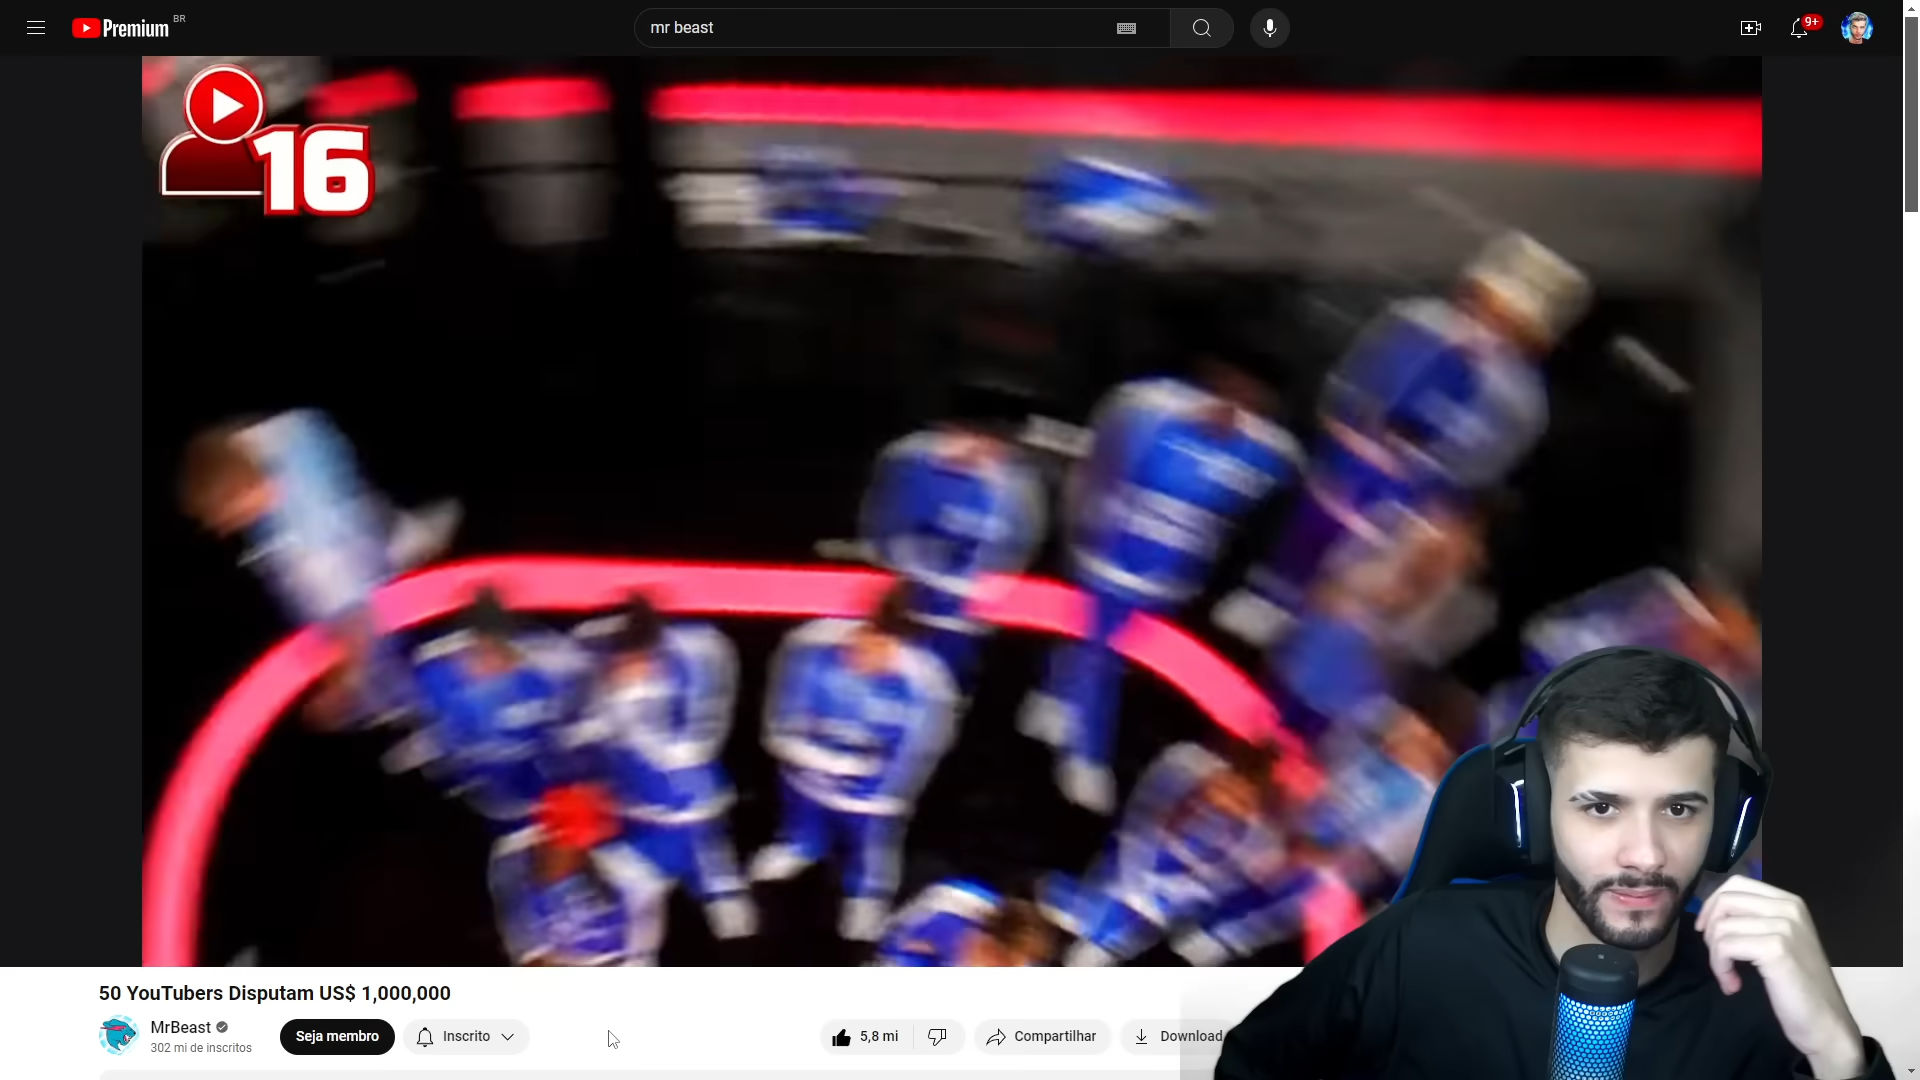 Premium BR
mr beast
9+
16
50 YouTubers Disputam US$ 1,000,000
MrBeast
302 mi de inscritos
Seja membro
Inscrito
5,8 mi
Compartilhar
Download